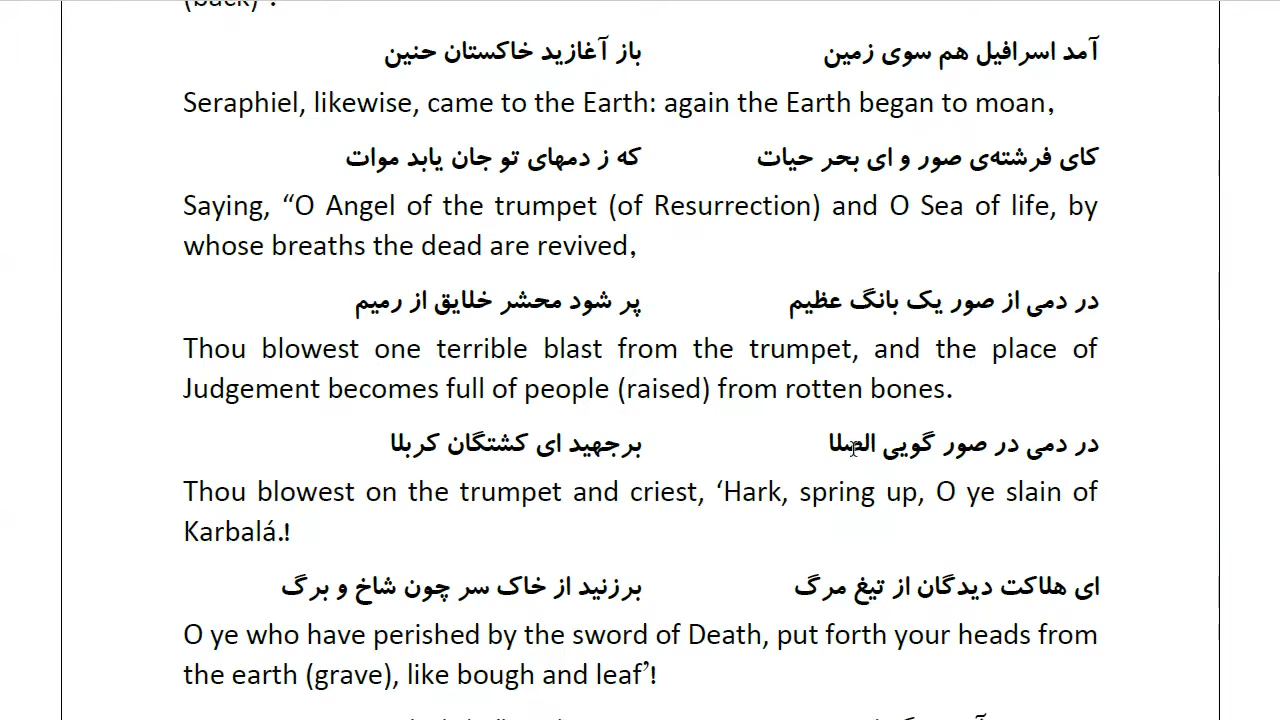 (back) .
آمد اسرافیل هم سوی زمین باز آغازید خاکستان حنین
Seraphiel, likewise, came to the Earth: again the Earth began to moan,
کای فرشته‌ی صور و ای بحر حیات که ز دمهای تو جان یابد موات
Saying, “O Angel of the trumpet (of Resurrection) and O Sea of life, by
whose breaths the dead are revived,
در دمی از صور یک بانگ عظیم پر شود محشر خلایق از رمیم
Thou blowest one terrible blast from the trumpet, and the place of
Judgement becomes full of people (raised) from rotten bones.
در دمی در صور گویی الصلا برجهید ای کشتگان کربلا
Thou blowest on the trumpet and criest, ‘Hark, spring up, O ye slain of
Karbalá.!
ای هلاکت دیدگان از تیغ مرگ برزنید از خاک سر چون شاخ و برگ
O ye who have perished by the sword of Death, put forth your heads from
the earth (grave), like bough and leaf’!